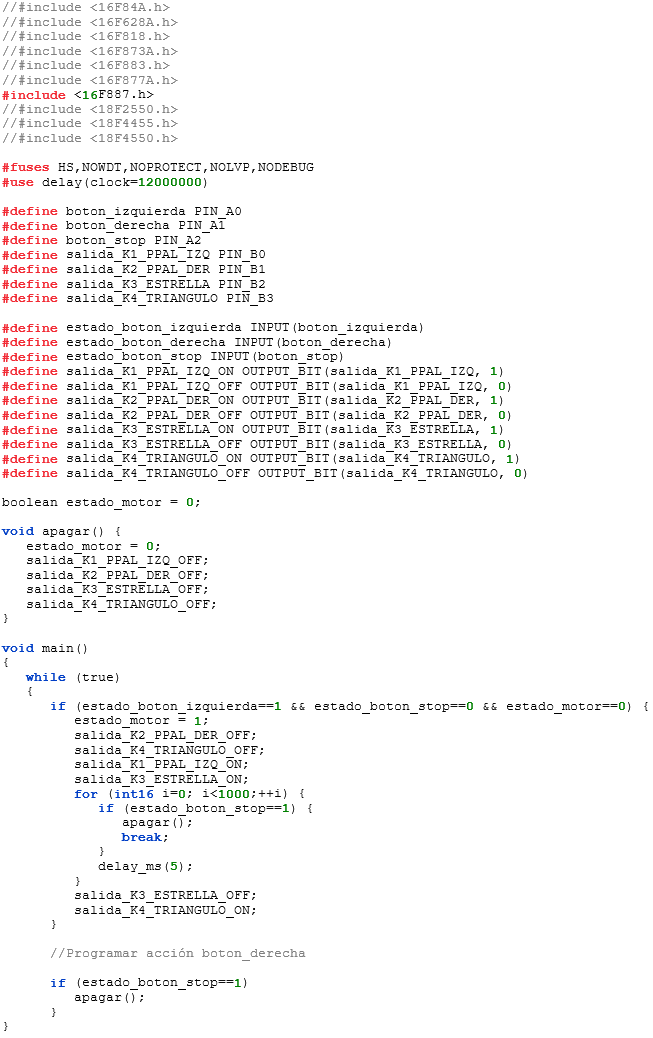 //#include <16F84A.h>
//#include <16F628A.h>
//#include <16F818.h>
//#include <16F873A.h>
//#include <16F883.h>
//#include <16F877A.h>
#include <16F887.h>
//#include <18F2550.h>
//#include <18F4455.h>
//#include <18F4550.h>

#fuses HS,NOWDT,NOPROTECT,NOLVP,NODEBUG
#use delay(clock=12000000)

#define boton_izquierda PIN_A0
#define boton_derecha PIN_A1
#define boton_stop PIN_A2
#define salida_K1_PPAL_IZQ PIN_B0
#define salida_K2_PPAL_DER PIN_B1
#define salida_K3_ESTRELLA PIN_B2
#define salida_K4_TRIANGULO PIN_B3

#define estado_boton_izquierda INPUT(boton_izquierda)
#define estado_boton_derecha INPUT(boton_derecha)
#define estado_boton_stop INPUT(boton_stop)
#define salida_K1_PPAL_IZQ_ON OUTPUT_BIT(salida_K1_PPAL_IZQ, 1)
#define salida_K1_PPAL_IZQ_OFF OUTPUT_BIT(salida_K1_PPAL_IZQ, 0)
#define salida_K2_PPAL_DER_ON OUTPUT_BIT(salida_K2_PPAL_DER, 1)
#define salida_K2_PPAL_DER_OFF OUTPUT_BIT(salida_K2_PPAL_DER, 0)
#define salida_K3_ESTRELLA_ON OUTPUT_BIT(salida_K3_ESTRELLA, 1)
#define salida_K3_ESTRELLA_OFF OUTPUT_BIT(salida_K3_ESTRELLA, 0)
#define salida_K4_TRIANGULO_ON OUTPUT_BIT(salida_K4_TRIANGULO, 1)
#define salida_K4_TRIANGULO_OFF OUTPUT_BIT(salida_K4_TRIANGULO, 0)

boolean estado_motor = 0;

void apagar() {
   estado_motor = 0;
   salida_K1_PPAL_IZQ_OFF;
   salida_K2_PPAL_DER_OFF;
   salida_K3_ESTRELLA_OFF;
   salida_K4_TRIANGULO_OFF;
}

void main()
{
   while (true)
   {
      if (estado_boton_izquierda==1 && estado_boton_stop==0 && estado_motor==0) {
         estado_motor = 1;
         salida_K2_PPAL_DER_OFF;
         salida_K4_TRIANGULO_OFF;
         salida_K1_PPAL_IZQ_ON;
         salida_K3_ESTRELLA_ON;
         for (int16 i=0; i<1000;++i) {
            if (estado_boton_stop==1) {
               apagar();
               break;
            }
            delay_ms(5);
         }
         salida_K3_ESTRELLA_OFF;
         salida_K4_TRIANGULO_ON;
      }

      //Programar acción boton_derecha

      if (estado_boton_stop==1)
         apagar();
      }
}